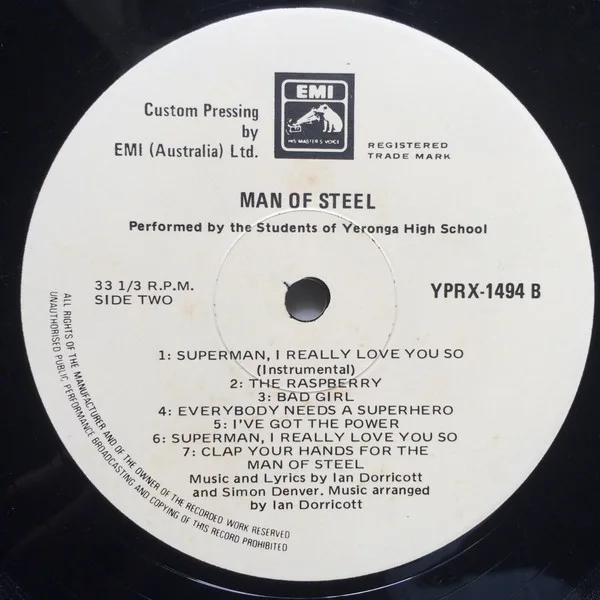 Custom Pressing
by
EMI (Australia) Ltd.
EMI
HIS MASTER'S VOICE
REGISTERED
TRADE MARK
MAN OF STEEL
Performed by the Students of Yeronga High School
33 1/3 R.P.M.
SIDE TWO
YPRX-1494 B
1: SUPERMAN, I REALLY LOVE YOU SO
(Instrumental)
2: THE RASPBERRY
3: BAD GIRL
4: EVERYBODY NEEDS A SUPERHERO
5: I'VE GOT THE POWER
6: SUPERMAN, I REALLY LOVE YOU SO
7: CLAP YOUR HANDS FOR THE
MAN OF STEEL
Music and Lyrics by Ian Dorricott
and Simon Denver. Music arranged
by Ian Dorricott
ALL RIGHTS OF THE MANUFACTURER AND OF THE OWNER OF THE RECORDED WORK RESERVED
UNAUTHORISED PUBLIC PERFORMANCE BROADCASTING AND COPYING OF THIS RECORD PROHIBITED